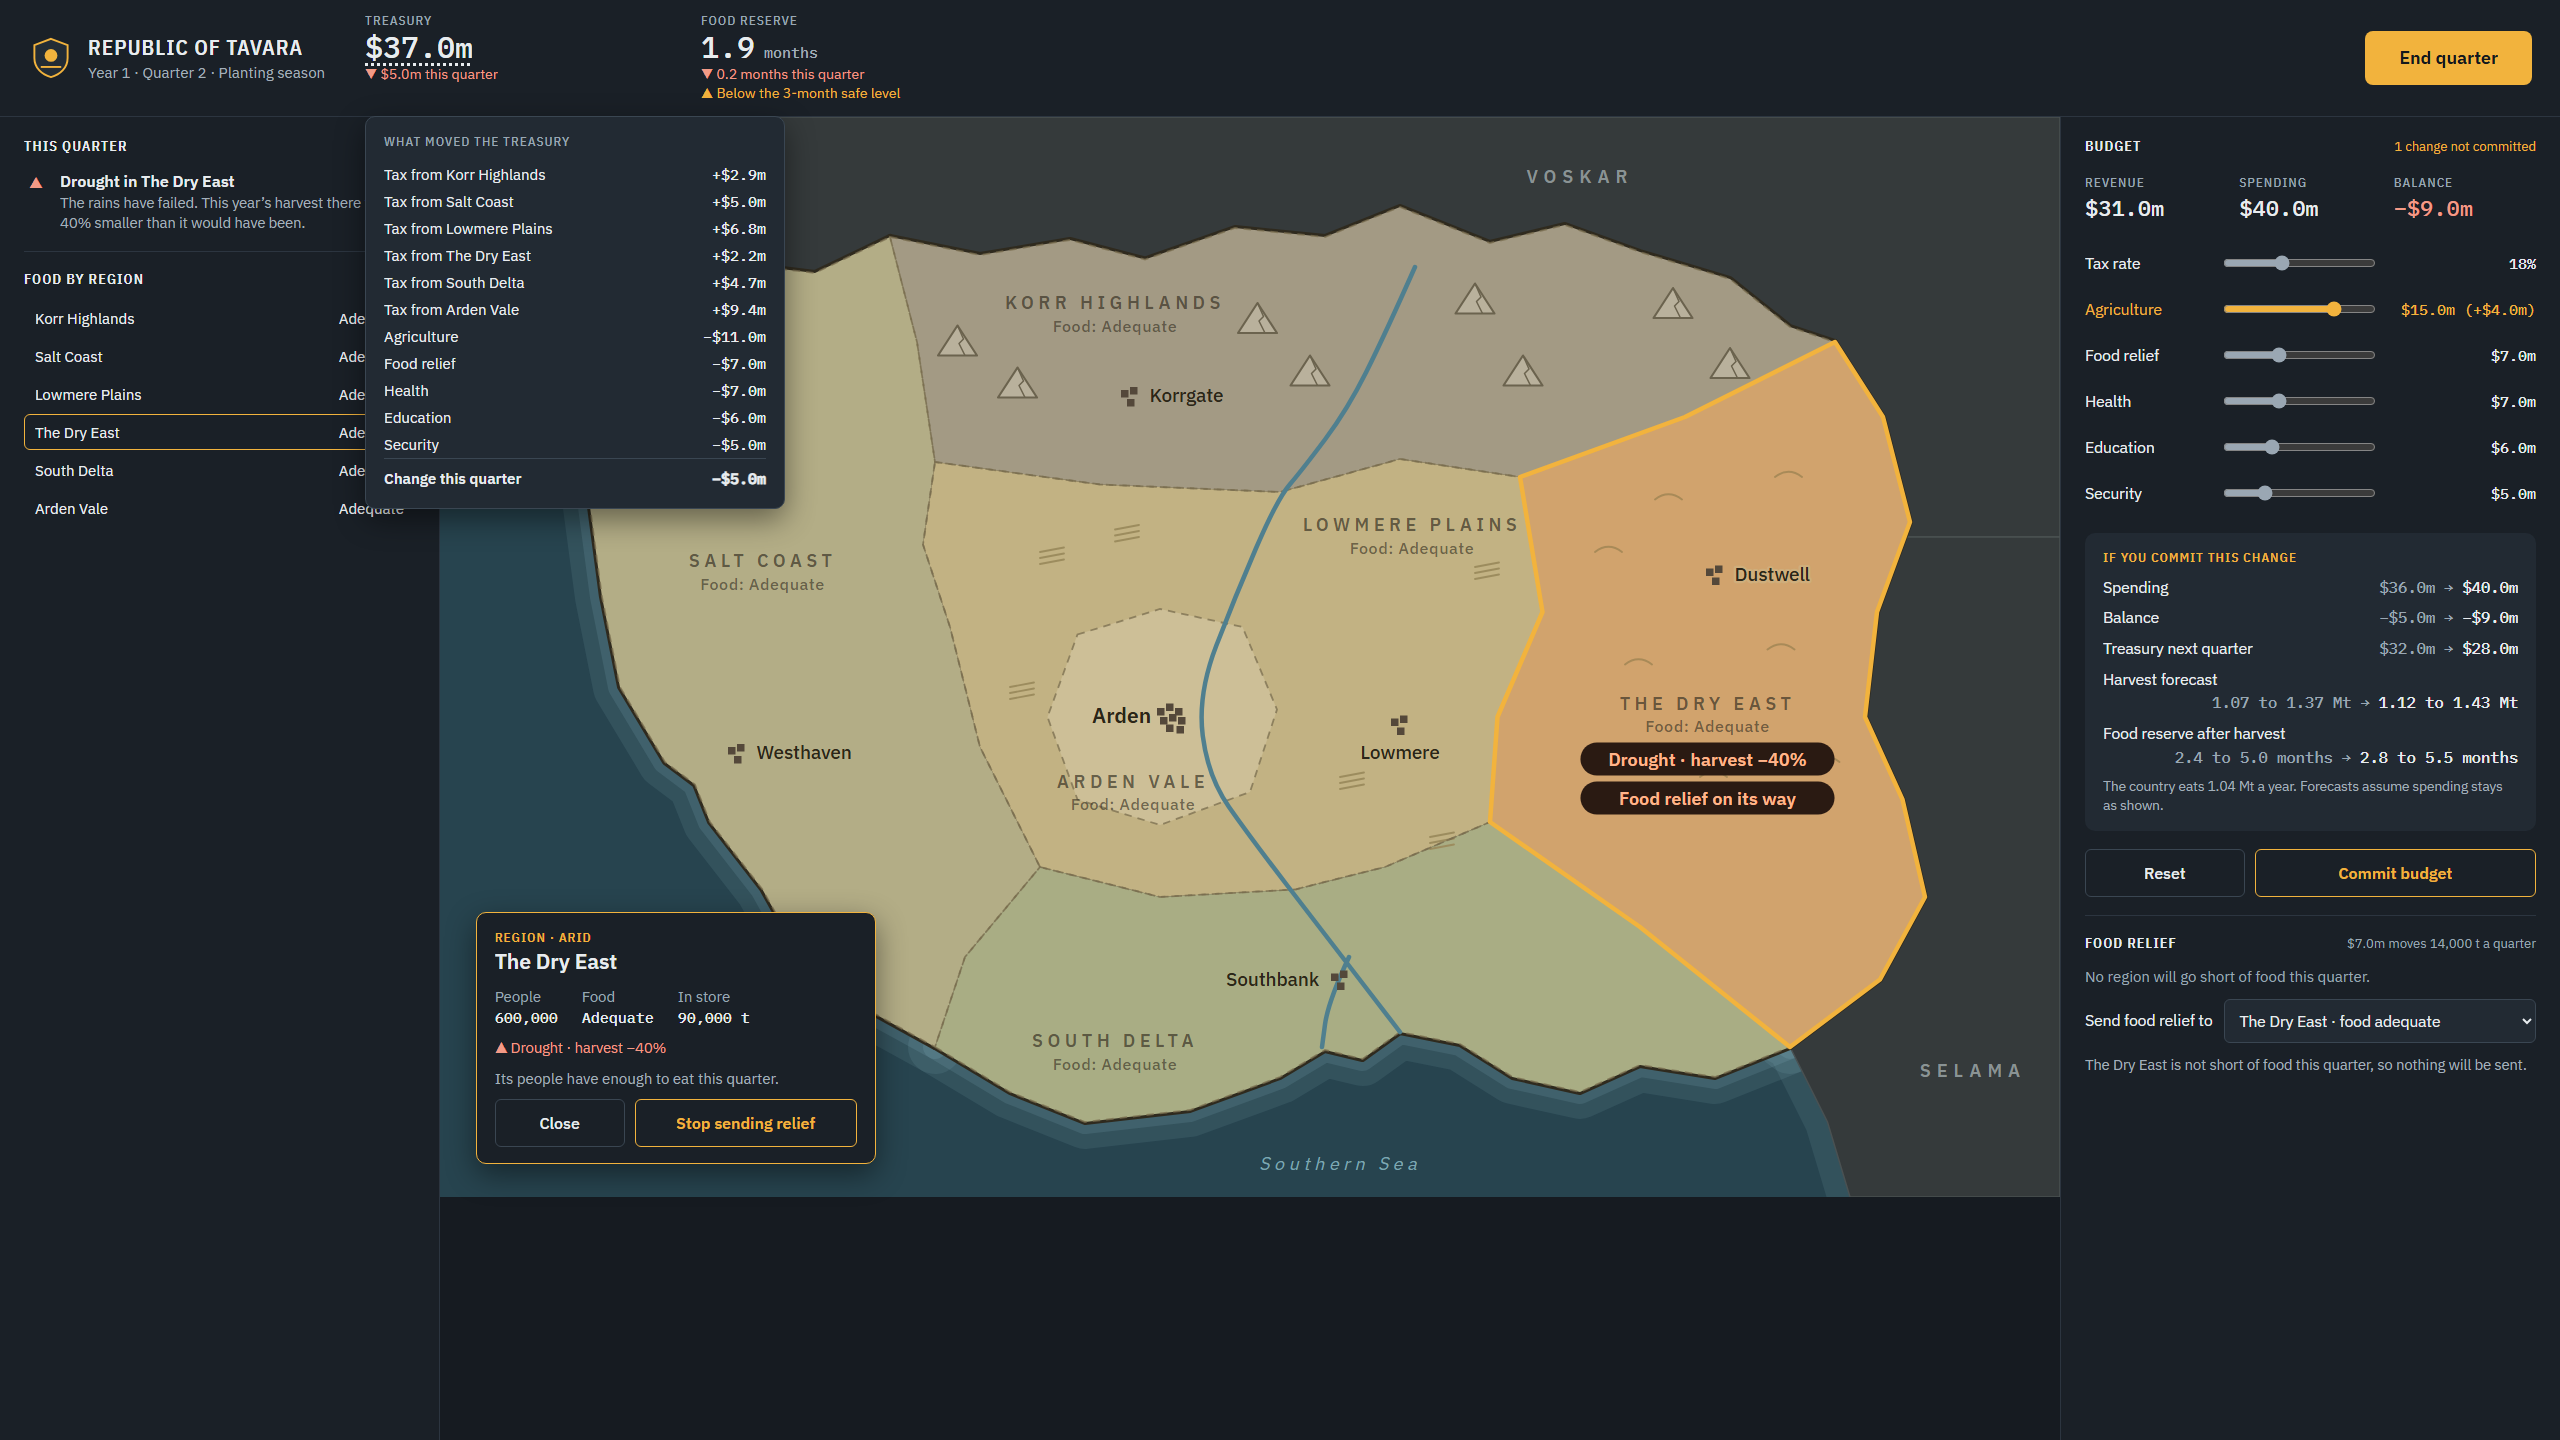 REPUBLIC OF TAVARA
Year 1 · Quarter 2 · Planting season
TREASURY
$37.0m
▼ $5.0m this quarter
FOOD RESERVE
1.9 months
▼ 0.2 months this quarter
▲ Below the 3-month safe level
End quarter
THIS QUARTER
Drought in The Dry East
The rains have failed. This year’s harvest there
40% smaller than it would have been.
FOOD BY REGION
Korr Highlands
Salt Coast
Lowmere Plains
The Dry East
South Delta
Arden Vale Adequate
WHAT MOVED THE TREASURY
Tax from Korr Highlands +$2.9m
Tax from Salt Coast +$5.0m
Tax from Lowmere Plains +$6.8m
Tax from The Dry East +$2.2m
Tax from South Delta +$4.7m
Tax from Arden Vale +$9.4m
Agriculture −$11.0m
Food relief −$7.0m
Health −$7.0m
Education −$6.0m
Security −$5.0m
Change this quarter −$5.0m
VOSKAR
KORR HIGHLANDS
Food: Adequate
Korrgate
LOWMERE PLAINS
Food: Adequate
SALT COAST
Food: Adequate
Dustwell
Arden
Westhaven
Lowmere
ARDEN VALE
Food: Adequate
THE DRY EAST
Food: Adequate
Drought · harvest −40%
Food relief on its way
Southbank
SOUTH DELTA
Food: Adequate
SELAMA
Southern Sea
REGION · ARID
The Dry East
People Food In store
600,000 Adequate 90,000 t
▲ Drought · harvest −40%
Its people have enough to eat this quarter.
Close
Stop sending relief
BUDGET
1 change not committed
REVENUE SPENDING BALANCE
$31.0m $40.0m −$9.0m
Tax rate 18%
Agriculture $15.0m (+$4.0m)
Food relief $7.0m
Health $7.0m
Education $6.0m
Security $5.0m
IF YOU COMMIT THIS CHANGE
Spending $36.0m → $40.0m
Balance −$5.0m → −$9.0m
Treasury next quarter $32.0m → $28.0m
Harvest forecast
1.07 to 1.37 Mt → 1.12 to 1.43 Mt
Food reserve after harvest
2.4 to 5.0 months → 2.8 to 5.5 months
The country eats 1.04 Mt a year. Forecasts assume spending stays
as shown.
Reset
Commit budget
FOOD RELIEF
$7.0m moves 14,000 t a quarter
No region will go short of food this quarter.
Send food relief to The Dry East · food adequate
The Dry East is not short of food this quarter, so nothing will be sent.